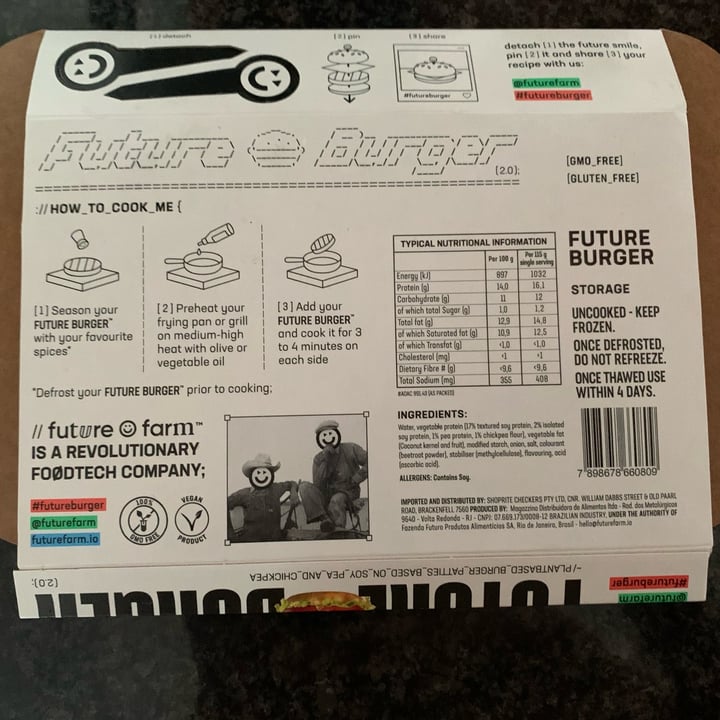 [1] detach
[2] pin
[3] share
#futureburger
detach [1] the future smile,
pin [2] it and share [3] your
recipe with us:
@futurefarm
#futureburger
Future Burger
(2.0);
[GMO_FREE]
[GLUTEN_FREE]
:// HOW_TO_COOK_ME {
[1] Season your
FUTURE BURGER™
with your favourite
spices*
[2] Preheat your
frying pan or grill
on medium-high
heat with olive or
vegetable oil
[3] Add your
FUTURE BURGER™
and cook it for 3
to 4 minutes on
each side
*Defrost your FUTURE BURGER™ prior to cooking;
TYPICAL NUTRITIONAL INFORMATION
Per 100 g
Per 115 g
single serving
Energy (kJ) 897 1032
Protein (g) 14,0 16,1
Carbohydrate (g) 11 12
of which total Sugar (g) 1,0 1,2
Total fat (g) 12,9 14,8
of which Saturated fat (g) 10,9 12,5
of which Transfat (g) <1,0 <1,0
Cholesterol (mg) <1 <1
Dietary Fibre # (g) <9,6 <9,6
Total Sodium (mg) 355 408
#AOAC 991.43 (AS PACKED)
FUTURE
BURGER
STORAGE
UNCOOKED - KEEP
FROZEN.
ONCE DEFROSTED,
DO NOT REFREEZE.
ONCE THAWED USE
WITHIN 4 DAYS.
7 898678 660809
INGREDIENTS:
Water, vegetable protein (17% textured soy protein, 2% isolated
soy protein, 1% pea protein, 1% chickpea flour), vegetable fat
(Coconut kernel and fruit), modified starch, onion, salt, colourant
(beetroot powder), stabiliser (methylcellulose), flavouring, acid
(ascorbic acid).
ALLERGENS: Contains Soy.
IMPORTED AND DISTRIBUTED BY: SHOPRITE CHECKERS PTY LTD, CNR. WILLIAM DABBS STREET & OLD PAARL
ROAD, BRACKENFELL 7560 PRODUCED BY: Magazzino Distribuidora de Alimentos ltda - Rod. dos Metalúrgicos
9640 - Volta Redonda - RJ - CNPJ: 07.669.173/0008-12 BRAZILIAN INDUSTRY. UNDER THE AUTHORITY OF
Fazenda Futuro Produtos Alimentícios SA, Rio de Janeiro, Brasil - hello@futurefarm.io
// future farm™
IS A REVOLUTIONARY
FOØDTECH COMPANY;
#futureburger
@futurefarm
futurefarm.io
100%
GMO FREE
VEGAN
PRODUCT
@futurefarm
#futureburger
~/PLANTBASED_BURGER_PATTIES_BASED_ON_SOY_PEA_AND_CHICKPEA
FUTURE BURGER
(2.0);